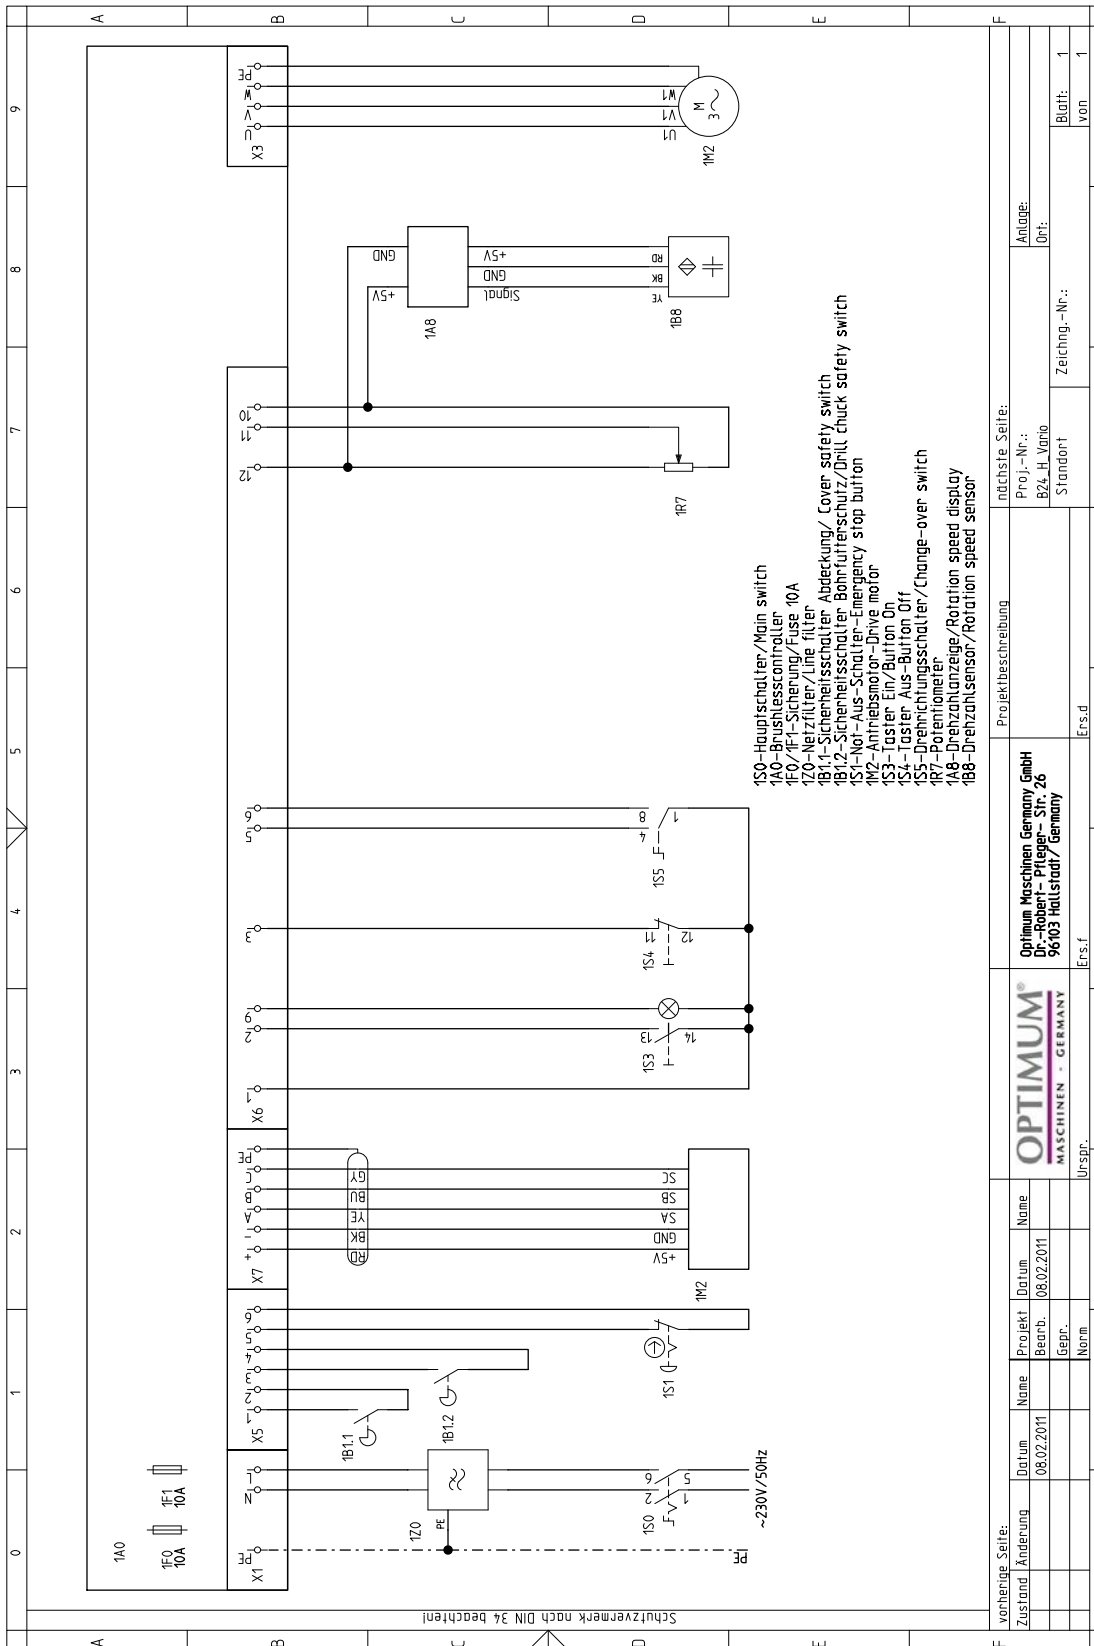 0 1 2 3 4 5 6 7 8 9
A
B
C
D
E
F
A
B
C
D
E
F
Schutzvermerk nach DIN 34 beachten!
1A0
1F0
10A
1F1
10A
X1
PE N L
X5
1 2 3 4 5 6
X7
+ - A B C PE
X6
1 2 9 3 5 6 12 11 10
X3
U V W PE
1B1.1
1B1.2
RD BK YE BU GY
GND
+5V
1A8
Signal
GND
+5V
1Z0
PE
1S0
2 6
1 5
PE
~230V/50Hz
1S1
+5V GND SA SB SC
1M2
1S3
13
14
1S4
11
12
1S5
4 8
1
1R7
YE BK RD
1B8
U1 V1 W1
M
3
1M2
1S0-Hauptschalter/Main switch
1A0-Brushlesscontroller
1F0/1F1-Sicherung/Fuse 10A
1Z0-Netzfilter/Line filter
1B1.1-Sicherheitsschalter Abdeckung/ Cover safety switch
1B1.2-Sicherheitsschalter Bohrfutterschutz/Drill chuck safety switch
1S1-Not-Aus-Schalter-Emergency stop button
1M2-Antriebsmotor-Drive motor
1S3-Taster Ein/Button On
1S4-Taster Aus-Button Off
1S5-Drehrichtungsschalter/Change-over switch
1R7-Potentiometer
1A8-Drehzahlanzeige/Rotation speed display
1B8-Drehzahlsensor/Rotation speed sensor
vorherige Seite:
Projektbeschreibung
nächste Seite:
Zustand Änderung Datum Name
08.02.2011
Projekt Datum Name
Bearb. 08.02.2011
Gepr.
Norm
Urspr. Ers.f Ers.d
OPTIMUM®
MASCHINEN - GERMANY
Optimum Maschinen Germany GmbH
Dr.-Robert- Pfleger- Str. 26
96103 Hallstadt/ Germany
Proj.-Nr.:
B24_H_Vario
Standort
Anlage:
Ort:
Zeichng.-Nr.:
Blatt: 1
von 1